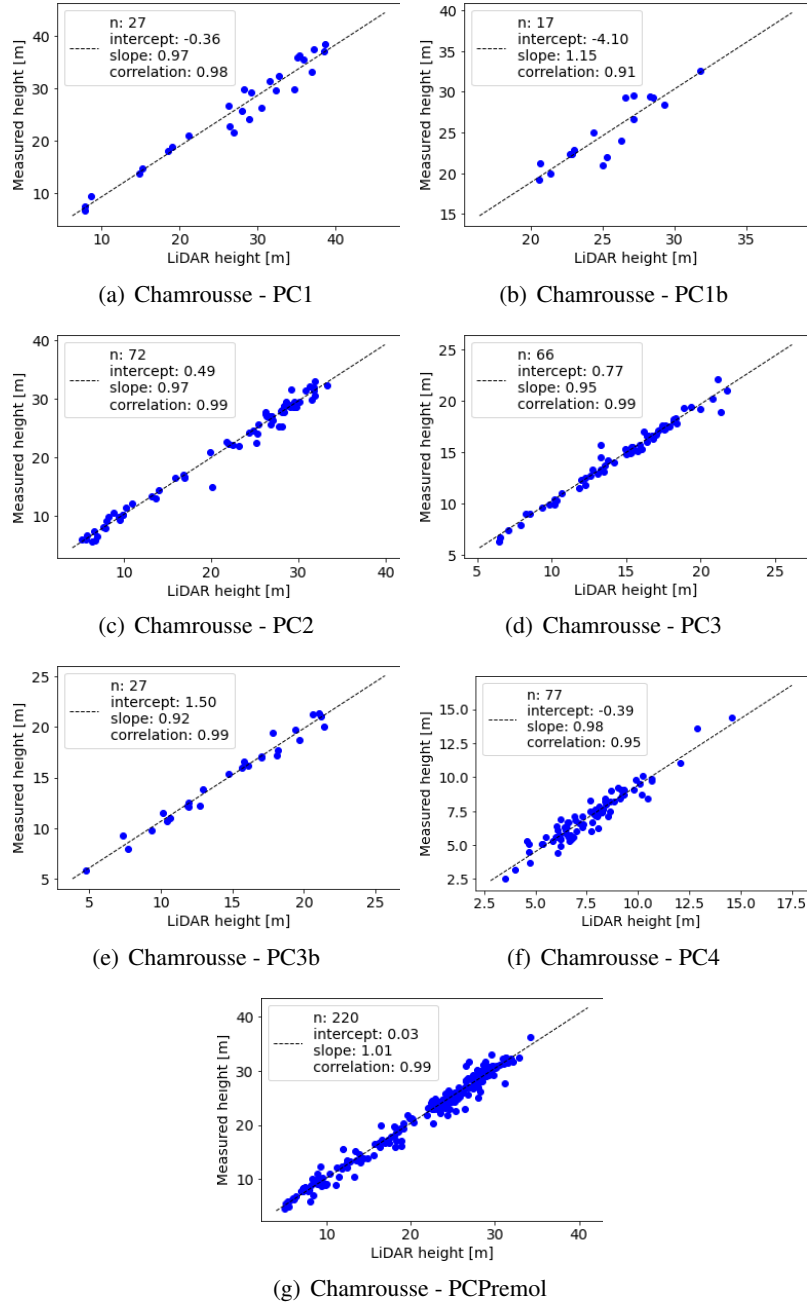 n: 27
intercept: -0.36
slope: 0.97
correlation: 0.98
Measured height [m]
40
30
20
10
10
20
30
40
LiDAR height [m]
(a) Chamrousse - PC1
n: 17
intercept: -4.10
slope: 1.15
correlation: 0.91
Measured height [m]
40
35
30
25
20
15
20
25
30
35
LiDAR height [m]
(b) Chamrousse - PC1b
n: 72
intercept: 0.49
slope: 0.97
correlation: 0.99
Measured height [m]
40
30
20
10
10
20
30
40
LiDAR height [m]
(c) Chamrousse - PC2
n: 66
intercept: 0.77
slope: 0.95
correlation: 0.99
Measured height [m]
25
20
15
10
5
5
10
15
20
25
LiDAR height [m]
(d) Chamrousse - PC3
n: 27
intercept: 1.50
slope: 0.92
correlation: 0.99
Measured height [m]
25
20
15
10
5
5
10
15
20
25
LiDAR height [m]
(e) Chamrousse - PC3b
n: 77
intercept: -0.39
slope: 0.98
correlation: 0.95
Measured height [m]
15.0
12.5
10.0
7.5
5.0
2.5
2.5
5.0
7.5
10.0
12.5
15.0
17.5
LiDAR height [m]
(f) Chamrousse - PC4
n: 220
intercept: 0.03
slope: 1.01
correlation: 0.99
Measured height [m]
40
30
20
10
10
20
30
40
LiDAR height [m]
(g) Chamrousse - PCPremol